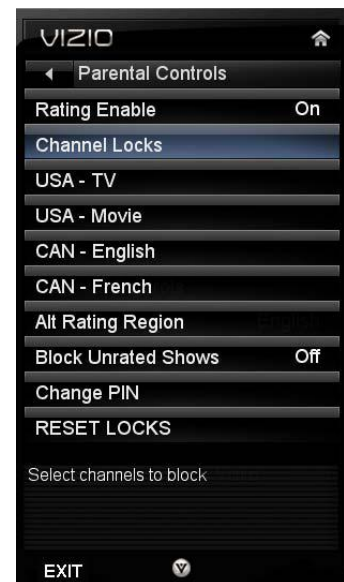 VIZIO
Parental Controls
Rating Enable On
Channel Locks
USA - TV
USA - Movie
CAN - English
CAN - French
Alt Rating Region
Block Unrated Shows Off
Change PIN
RESET LOCKS
Select channels to block
EXIT